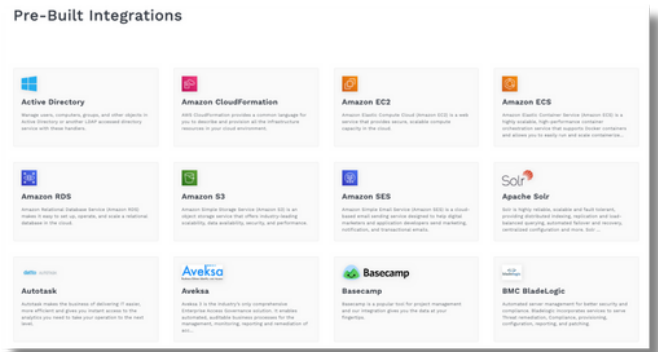 Pre-Built Integrations
Active Directory
Manage users, computers, groups, and other objects in
Active Directory or another LDAP accessed directory
service with these handlers.
Amazon CloudFormation
AWS CloudFormation provides a common language for
you to describe and provision all the infrastructure
resources in your cloud environment.
Amazon EC2
Amazon Elastic Compute Cloud (Amazon EC2) is a web
service that provides secure, scalable compute
capacity in the cloud.
Amazon ECS
Amazon Elastic Container Service (Amazon ECS) is a
highly scalable, high-performance container
orchestration service that supports Docker containers
and allows you to easily run and scale containerize...
Amazon RDS
Amazon Relational Database Service (Amazon RDS)
makes it easy to set up, operate, and scale a relational
database in the cloud.
Amazon S3
Amazon Simple Storage Service (Amazon S3) is an
object storage service that offers industry-leading
scalability, data availability, security, and performance.
Amazon SES
Amazon Simple Email Service (Amazon SES) is a cloud-
based email sending service designed to help digital
marketers and application developers send marketing,
notification, and transactional emails.
Solr
Apache Solr
Solr is highly reliable, scalable and fault tolerant,
providing distributed indexing, replication and load-
balanced querying, automated failover and recovery,
centralized configuration and more. Solr ...
Autotask
Autotask makes the business of delivering IT easier,
more efficient and gives you instant access to the
analytics you need to take your operation to the next
level.
Aveksa
Aveksa
Aveksa 3 is the industry's only comprehensive
Enterprise Access Governance solution. It enables
automated, auditable business processes for the
management, monitoring, reporting and remediation of
Basecamp
Basecamp
Basecamp is a popular tool for project management
and our integration gives you the data at your
fingertips.
BMC BladeLogic
Automated server management for better security and
compliance. Bladelogic incorporates services to serve
Threat remediation, Compliance, provisioning,
configuration, reporting, and patching.